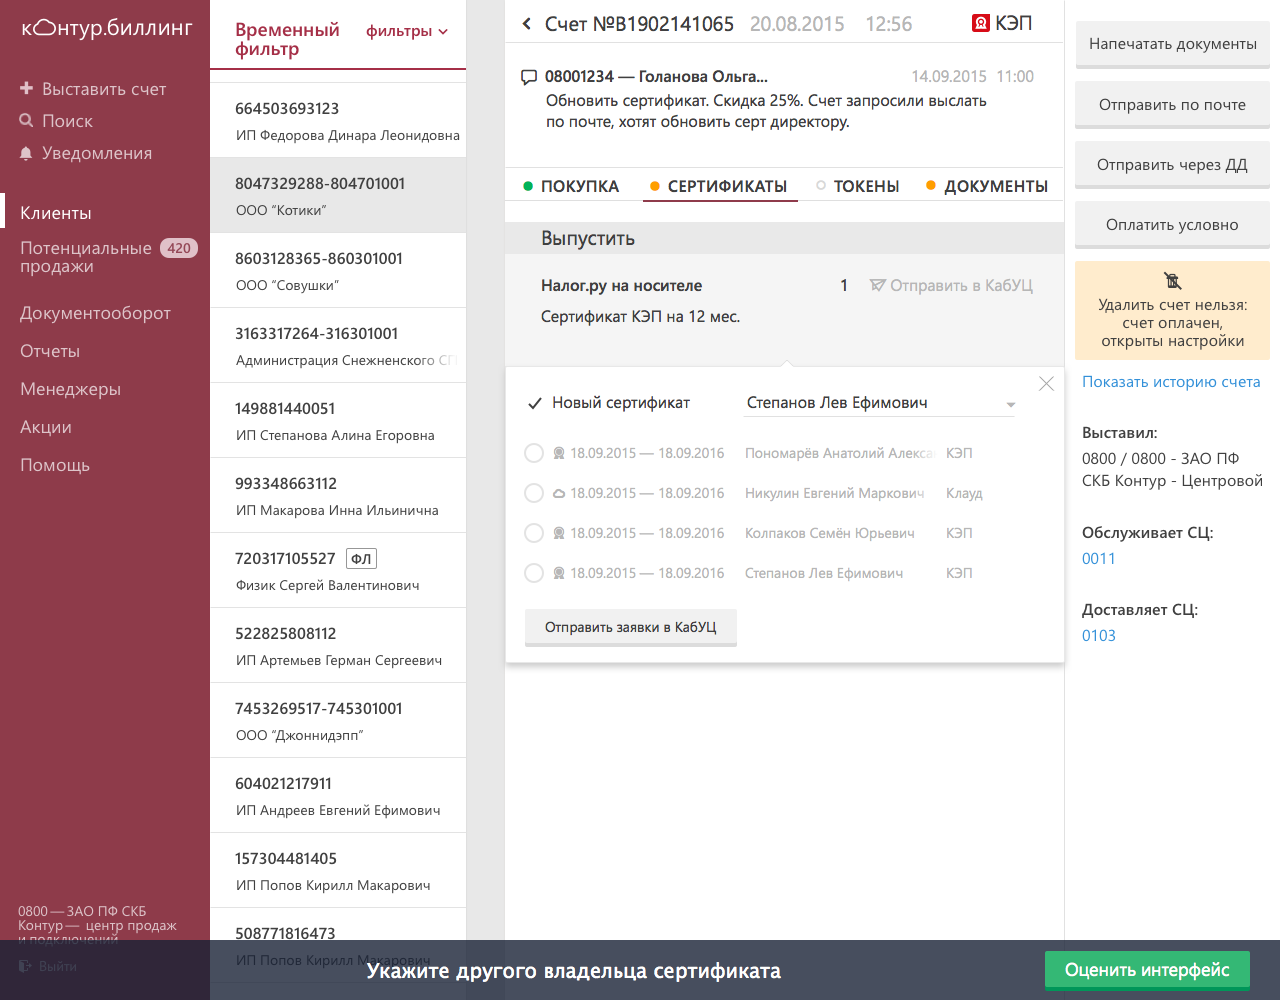 контур.биллинг
Выставить счет
Поиск
Уведомления
Клиенты
Потенциальные
продажи
420
Документооборот
Отчеты
Менеджеры
Акции
Помощь
0800 — ЗАО ПФ СКБ
Контур — центр продаж
и подключений
Выйти
Временный
фильтр
фильтры
664503693123
ИП Федорова Динара Леонидовна
8047329288-804701001
ООО “Котики”
8603128365-860301001
ООО “Совушки”
3163317264-316301001
Администрация Снежненского СГ
149881440051
ИП Степанова Алина Егоровна
993348663112
ИП Макарова Инна Ильинична
720317105527 ФЛ
Физик Сергей Валентинович
522825808112
ИП Артемьев Герман Сергеевич
7453269517-745301001
ООО “Джоннидэпп”
604021217911
ИП Андреев Евгений Ефимович
157304481405
ИП Попов Кирилл Макарович
508771816473
ИП Попов Кирилл Макарович
Счет №В1902141065 20.08.2015 12:56 КЭП
08001234 — Голанова Ольга... 14.09.2015 11:00
Обновить сертификат. Скидка 25%. Счет запросили выслать
по почте, хотят обновить серт директору.
ПОКУПКА СЕРТИФИКАТЫ ТОКЕНЫ ДОКУМЕНТЫ
Выпустить
Налог.ру на носителе 1 Отправить в КабУЦ
Сертификат КЭП на 12 мес.
Новый сертификат Степанов Лев Ефимович
18.09.2015 — 18.09.2016 Пономарёв Анатолий Алекса КЭП
18.09.2015 — 18.09.2016 Никулин Евгений Маркович Клауд
18.09.2015 — 18.09.2016 Колпаков Семён Юрьевич КЭП
18.09.2015 — 18.09.2016 Степанов Лев Ефимович КЭП
Отправить заявки в КабУЦ
Напечатать документы
Отправить по почте
Отправить через ДД
Оплатить условно
Удалить счет нельзя:
счет оплачен,
открыты настройки
Показать историю счета
Выставил:
0800 / 0800 - ЗАО ПФ
СКБ Контур - Центровой
Обслуживает СЦ:
0011
Доставляет СЦ:
0103
Укажите другого владельца сертификата
Оценить интерфейс